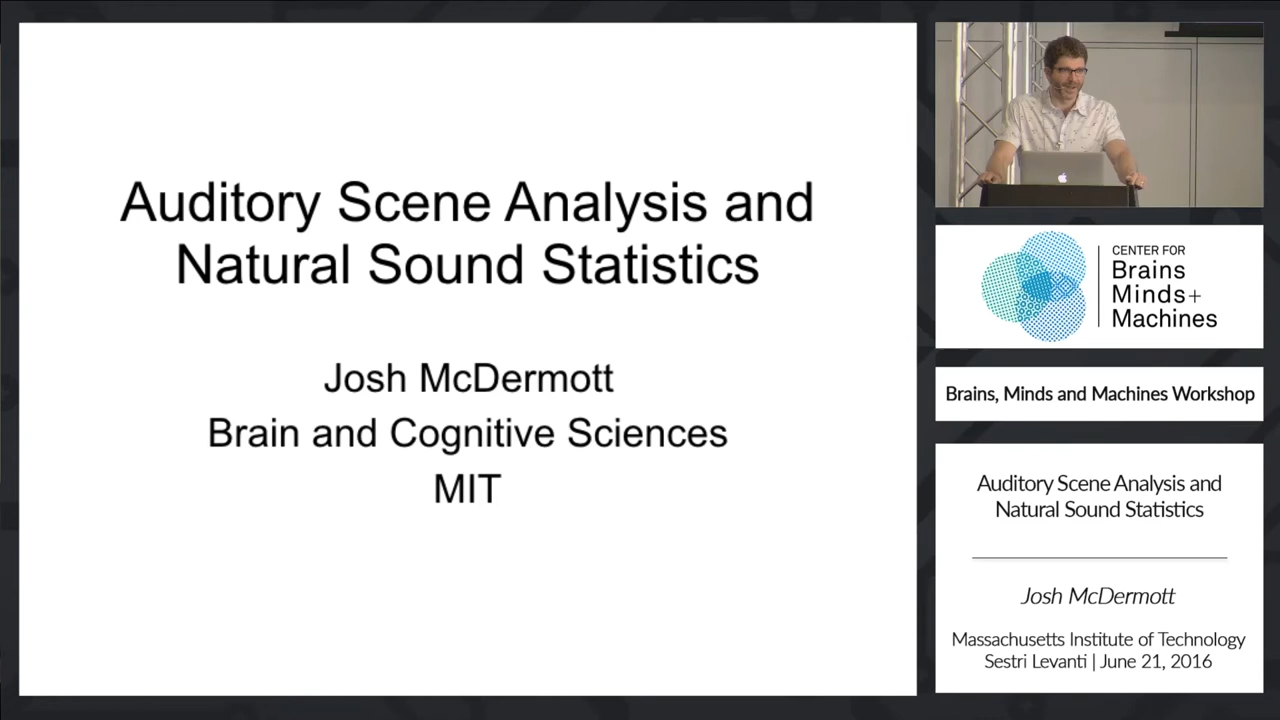 Auditory Scene Analysis and
Natural Sound Statistics
Josh McDermott
Brain and Cognitive Sciences
MIT
CENTER FOR
Brains
Minds+
Machines
Brains, Minds and Machines Workshop
Auditory Scene Analysis and
Natural Sound Statistics
Josh McDermott
Massachusetts Institute of Technology
Sestri Levanti | June 21, 2016